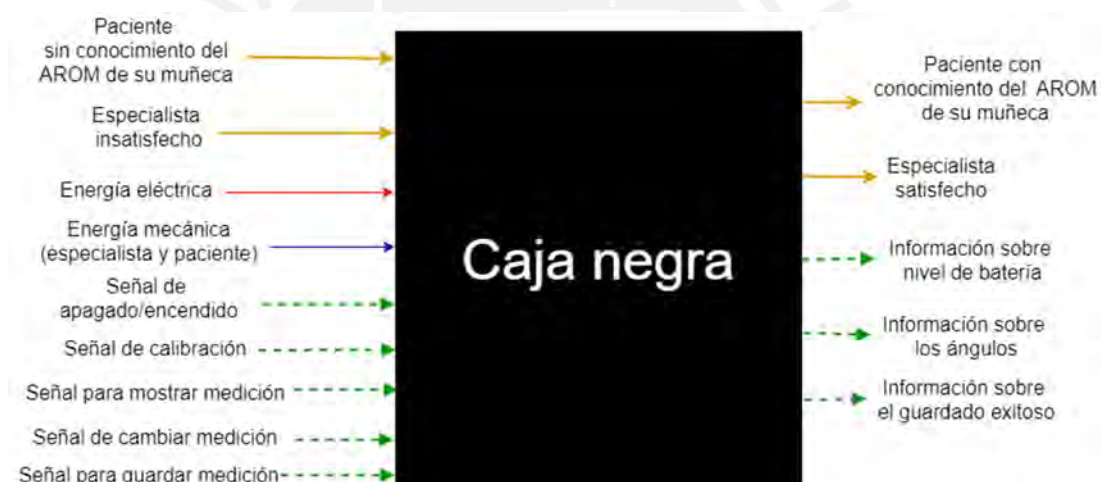 Paciente
sin conocimiento del
AROM de su muñeca
Especialista
insatisfecho
Energía eléctrica
Energía mecánica
(especialista y paciente)
Señal de
apagado/encendido
Señal de calibración
Señal para mostrar medición
Señal de cambiar medición
Señal para guardar medición
Caja negra
Paciente con
conocimiento del AROM
de su muñeca
Especialista
satisfecho
Información sobre
nivel de batería
Información sobre
los ángulos
Información sobre
el guardado exitoso